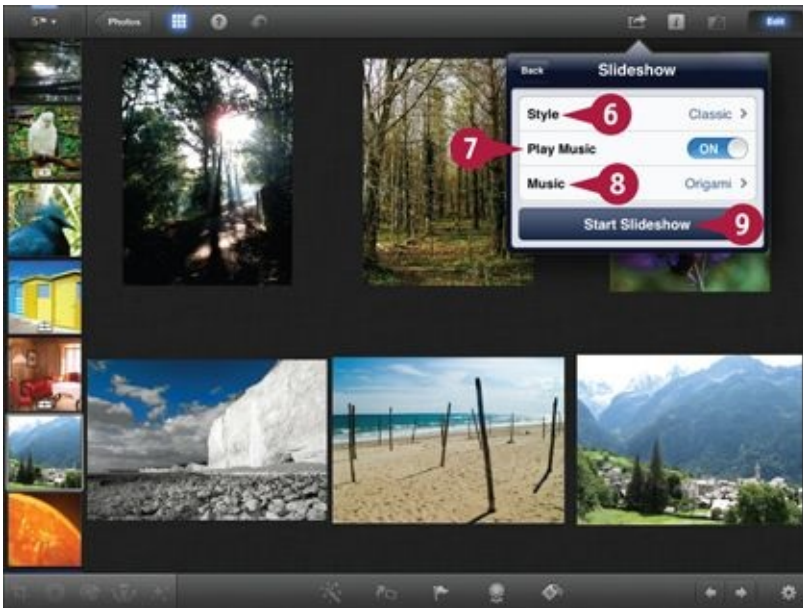 Photos
Edit
Back Slideshow
Style 6 Classic >
7 Play Music ON
Music 8 Origami >
Start Slideshow 9